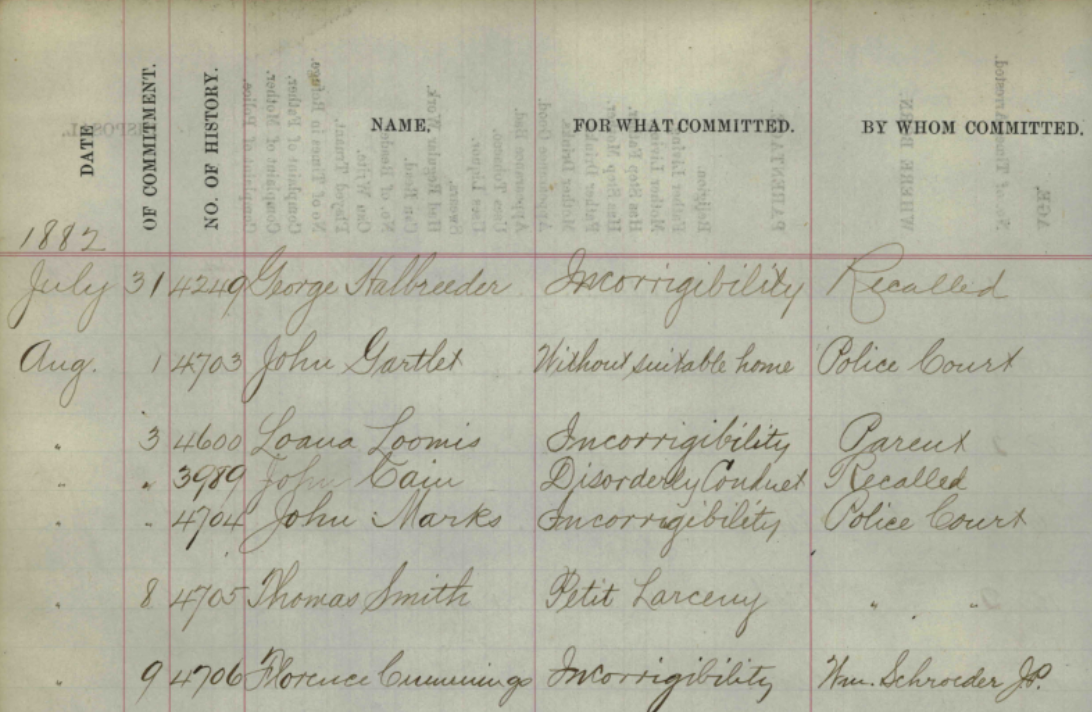 DATE OF COMMITMENT. NO. OF HISTORY. NAME. FOR WHAT COMMITTED. BY WHOM COMMITTED.
1882
July 31 4249 George Halbreeder Incorrigibility Recalled
Aug. 1 4703 John Gartlet Without suitable home Police Court
" 3 4600 Loana Loomis Incorrigibility Parent
" " 3989 John Cain Disorderly Conduct Recalled
" " 4704 John Marks Incorrigibility Police Court
" 8 4705 Thomas Smith Petit Larceny " "
" 9 4706 Florence Cummings Incorrigibility Wm. Schroeder J.P.